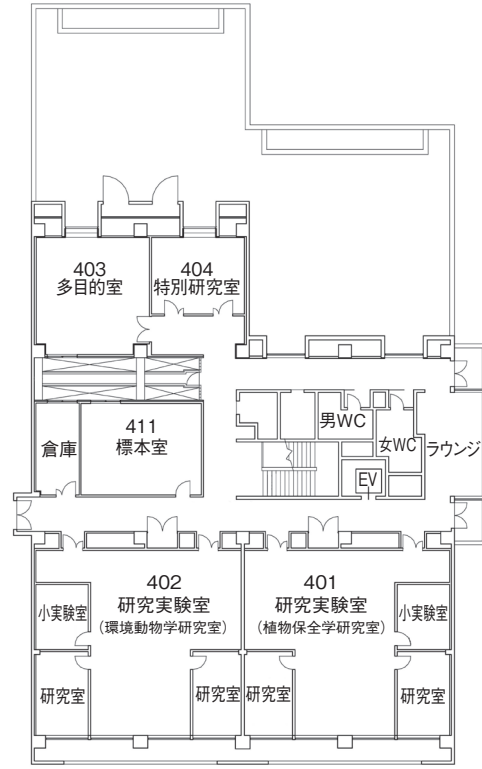 403
多目的室
404
特別研究室
倉庫
411
標本室
男WC
女WC
EV
ラウンジ
402
研究実験室
（環境動物学研究室）
401
研究実験室
（植物保全学研究室）
小実験室
小実験室
研究室
研究室
研究室
研究室